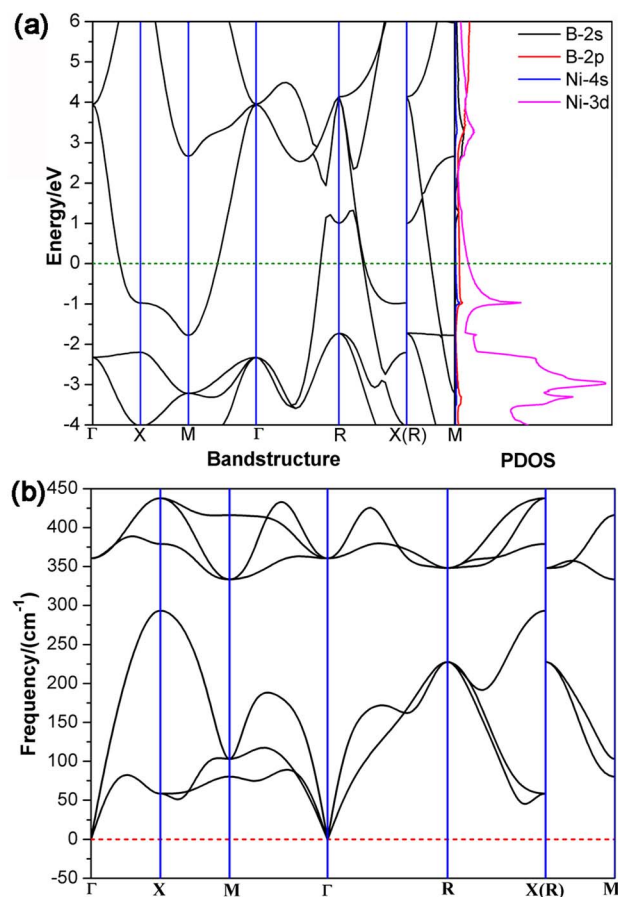 (a)
6
5
4
3
2
1
0
-1
-2
-3
-4
Energy/eV
B-2s
B-2p
Ni-4s
Ni-3d
Γ X M Γ R X(R) M
Bandstructure PDOS
(b)
450
400
350
300
250
200
150
100
50
0
-50
Frequency/(cm⁻¹)
Γ X M Γ R X(R) M